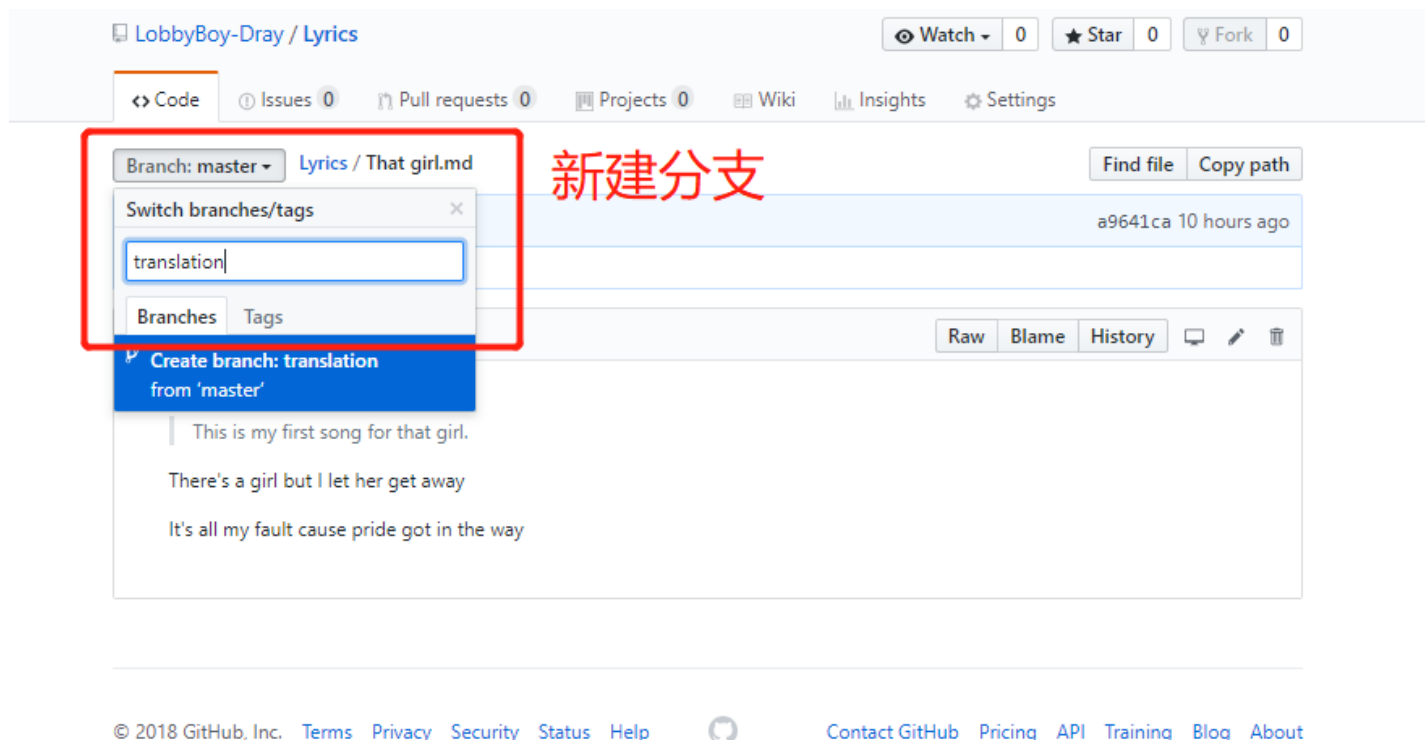 LobbyBoy-Dray / Lyrics
Watch 0 Star 0 Fork 0
Code Issues 0 Pull requests 0 Projects 0 Wiki Insights Settings
Branch: master Lyrics / That girl.md 新建分支 Find file Copy path
Switch branches/tags ×
a9641ca 10 hours ago
translation
Branches Tags
Raw Blame History
Create branch: translation
from ‘master’
This is my first song for that girl.
There's a girl but I let her get away
It's all my fault cause pride got in the way
© 2018 GitHub, Inc. Terms Privacy Security Status Help Contact GitHub Pricing API Training Blog About